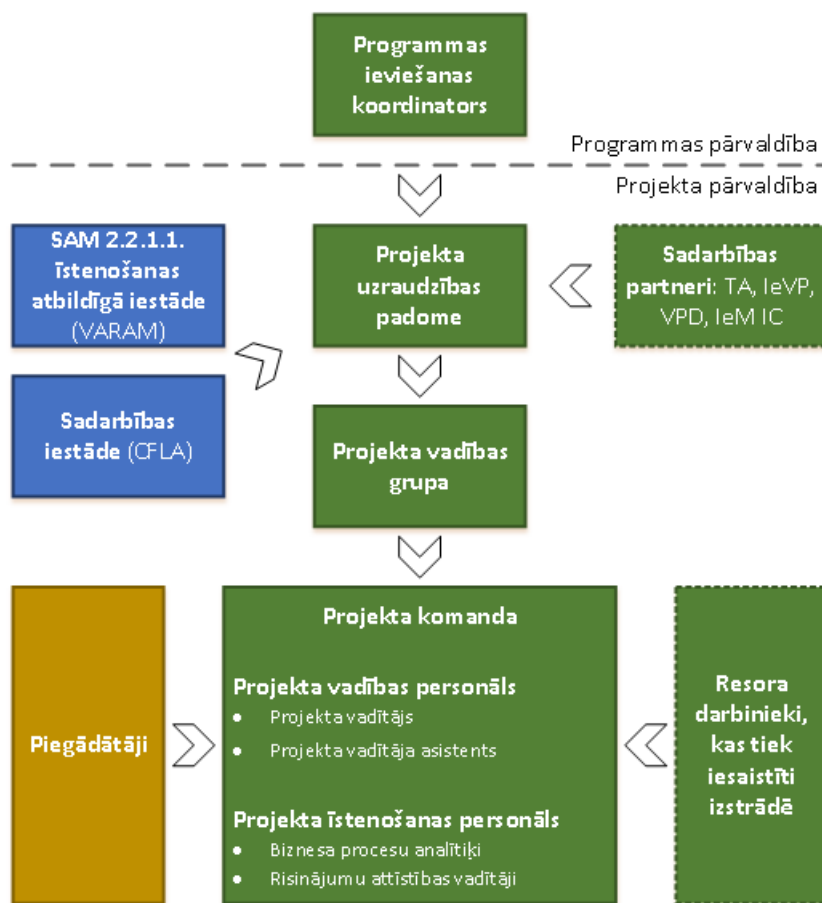 Programmas
ieviešanas
koordinators
Programmas pārvaldība
Projekta pārvaldība
SAM 2.2.1.1.
īstenošanas
atbildīgā iestāde
(VARAM)
Projekta
uzraudzības
padome
Sadarbības
partneri: TA, IeVP,
VPD, IeM IC
Sadarbības
iestāde (CFLA)
Projekta vadības
grupa
Piegādātāji
Projekta komanda
Projekta vadības personāls
• Projekta vadītājs
• Projekta vadītāja asistents
Projekta īstenošanas personāls
• Biznesa procesu analītiķi
• Risinājumu attīstības vadītāji
Resora
darbinieki,
kas tiek
iesaistīti
izstrādē